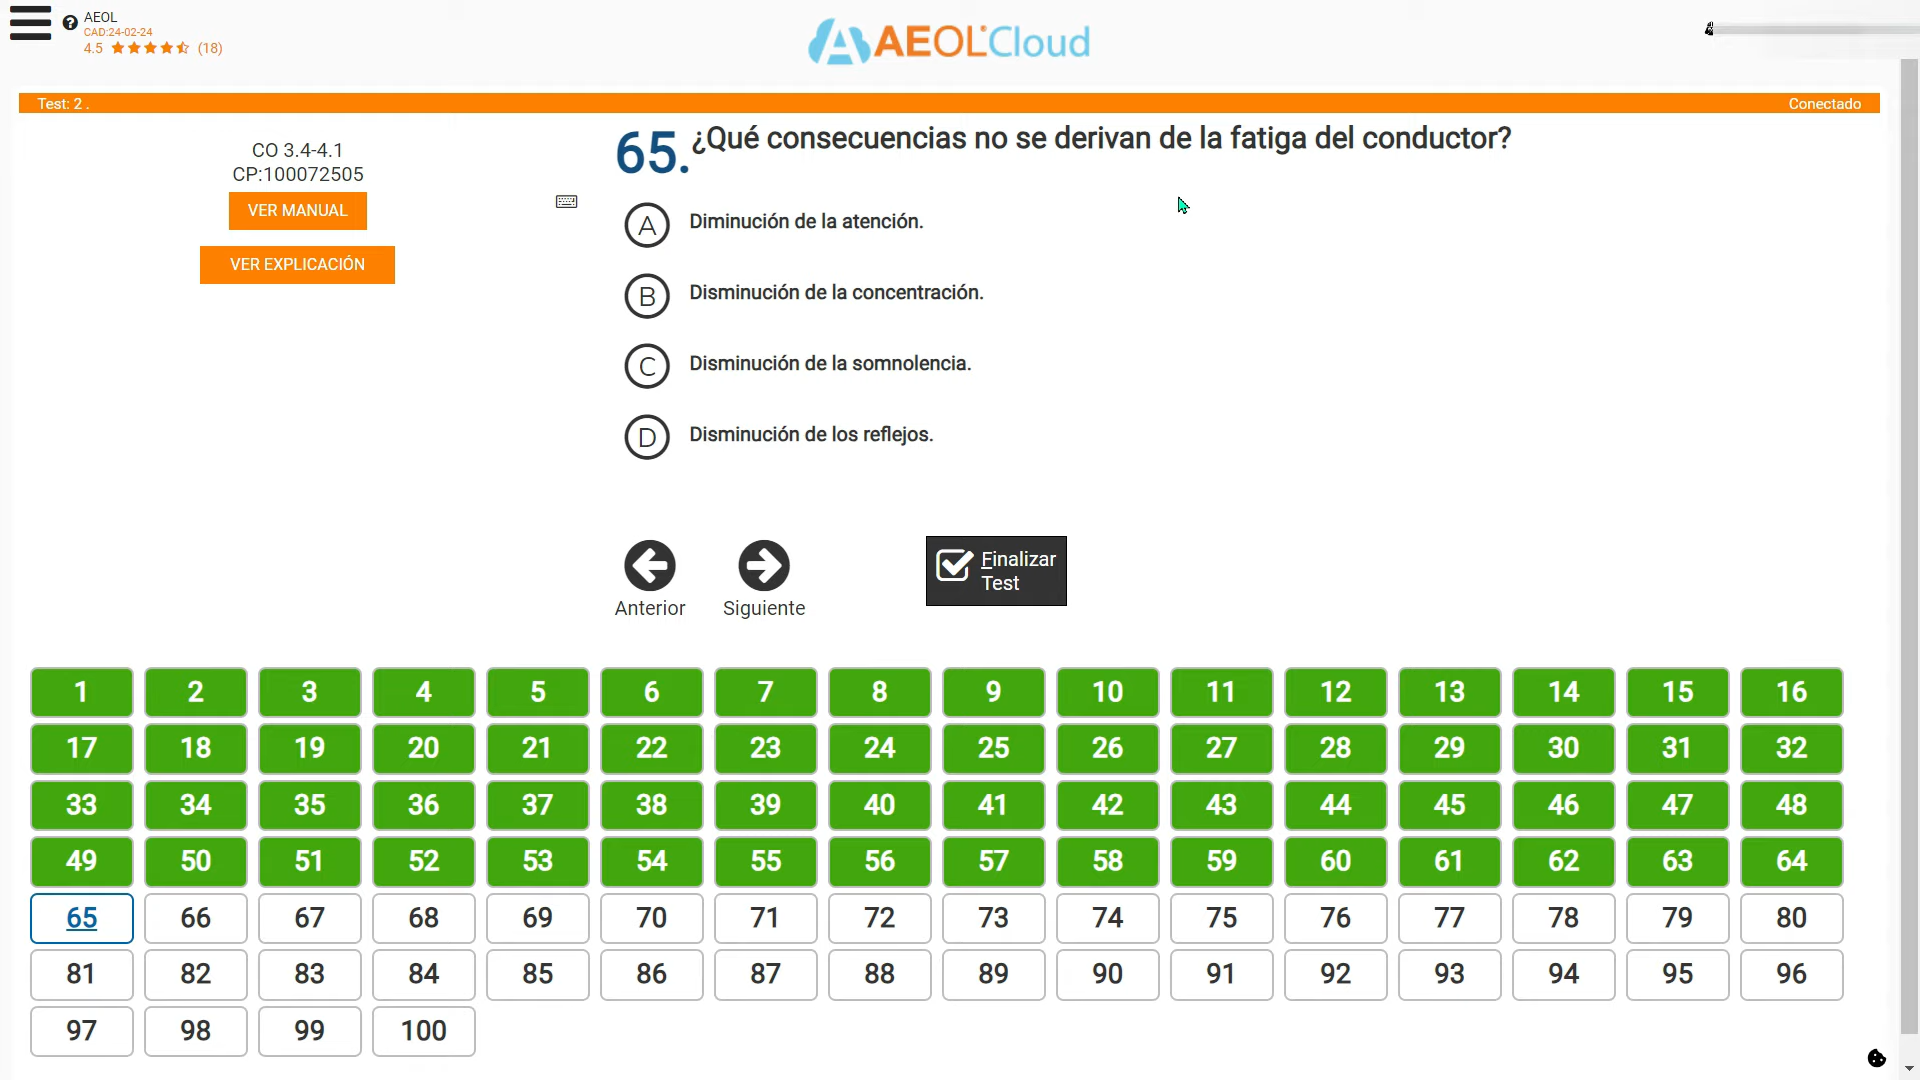 AEOL
CAD:24-02-24
4.5 (18)
AEOL Cloud
Test: 2 .
Conectado
CO 3.4-4.1
CP:100072505
VER MANUAL
VER EXPLICACIÓN
65. ¿Qué consecuencias no se derivan de la fatiga del conductor?
A Diminución de la atención.
B Disminución de la concentración.
C Disminución de la somnolencia.
D Disminución de los reflejos.
Anterior
Siguiente
Finalizar
Test
1 2 3 4 5 6 7 8 9 10 11 12 13 14 15 16
17 18 19 20 21 22 23 24 25 26 27 28 29 30 31 32
33 34 35 36 37 38 39 40 41 42 43 44 45 46 47 48
49 50 51 52 53 54 55 56 57 58 59 60 61 62 63 64
65 66 67 68 69 70 71 72 73 74 75 76 77 78 79 80
81 82 83 84 85 86 87 88 89 90 91 92 93 94 95 96
97 98 99 100